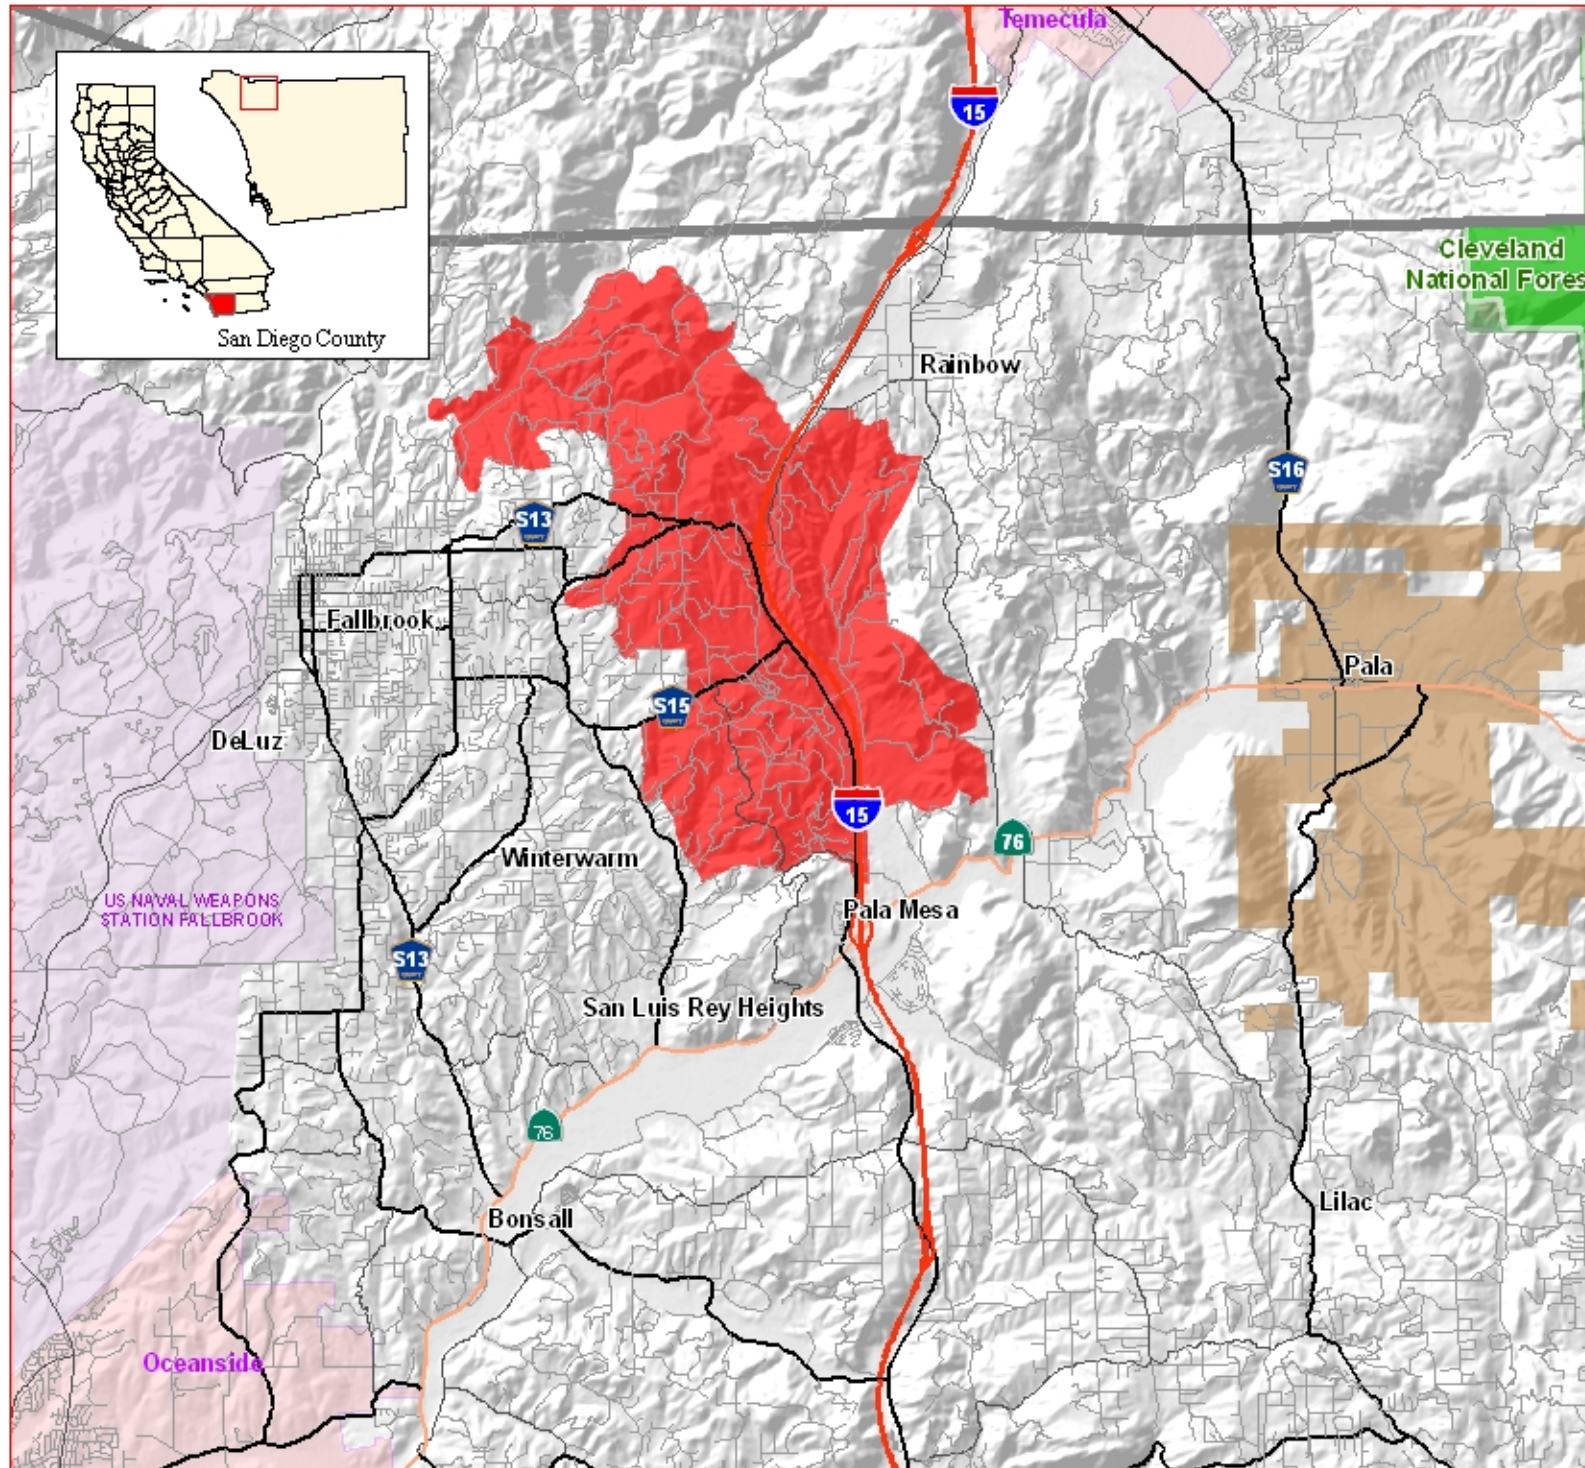 Temecula
15
San Diego County
Cleveland
National Fores
Rainbow
S16
S13
Fallbrook
Pala
S15
DeLuz
15
76
Winterwarm
US NAVAL WEAPONS
STATION FALLBROOK
Pala Mesa
S13
San Luis Rey Heights
76
Lilac
Bonsall
Oceanside